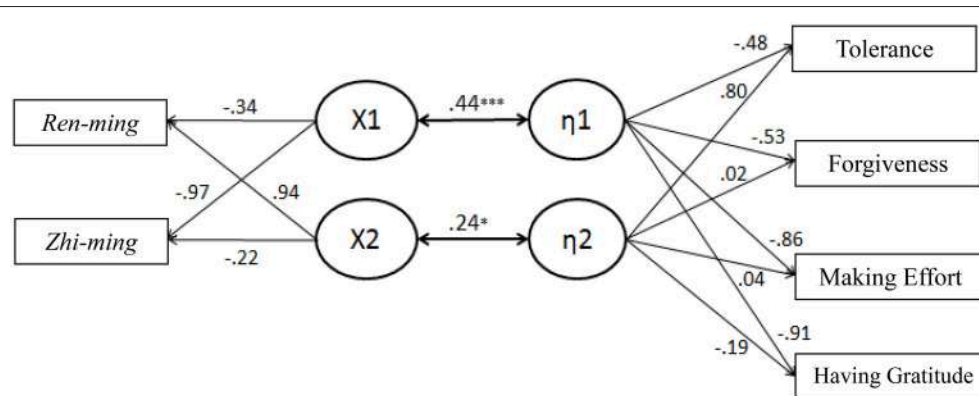 -.48
Tolerance
.80
Ren-ming
-.34
X1
.44***
η1
-.53
Forgiveness
.02
-.97
.94
Zhi-ming
-.22
X2
.24*
η2
-.86
Making Effort
.04
-.91
-.19
Having Gratitude